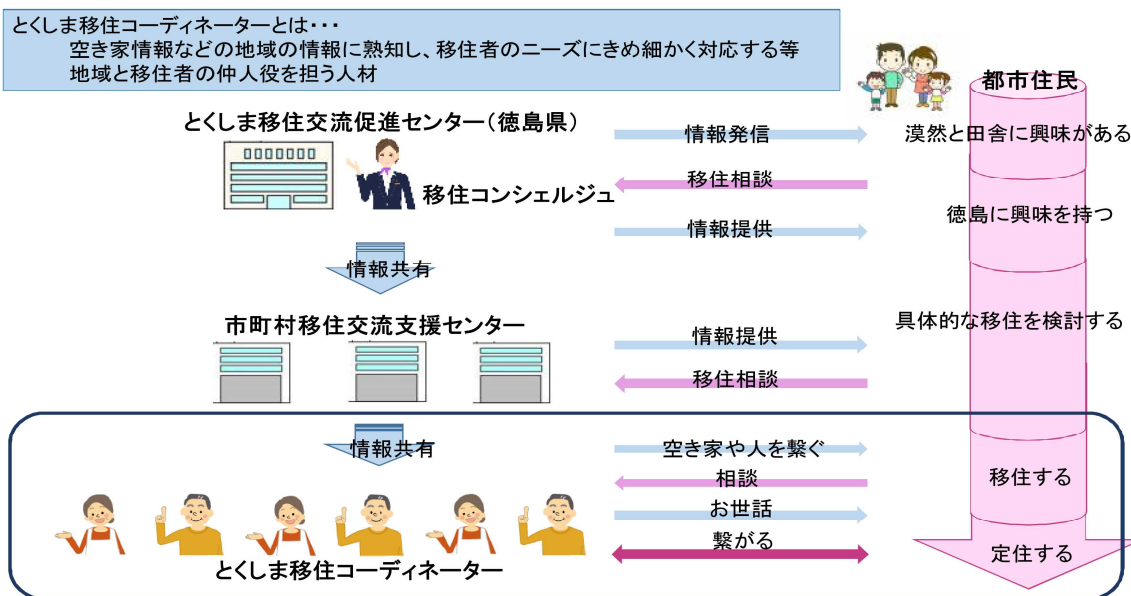 とくしま移住コーディネーターとは・・・
空き家情報などの地域の情報に熟知し、移住者のニーズにきめ細かく対応する等
地域と移住者の仲人役を担う人材
都市住民
とくしま移住交流促進センター（徳島県）
情報発信
漠然と田舎に興味がある
移住相談
移住コンシェルジュ
徳島に興味を持つ
情報提供
情報共有
市町村移住交流支援センター
具体的な移住を検討する
情報提供
移住相談
情報共有
空き家や人を繋ぐ
相談
移住する
お世話
繋がる
定住する
とくしま移住コーディネーター